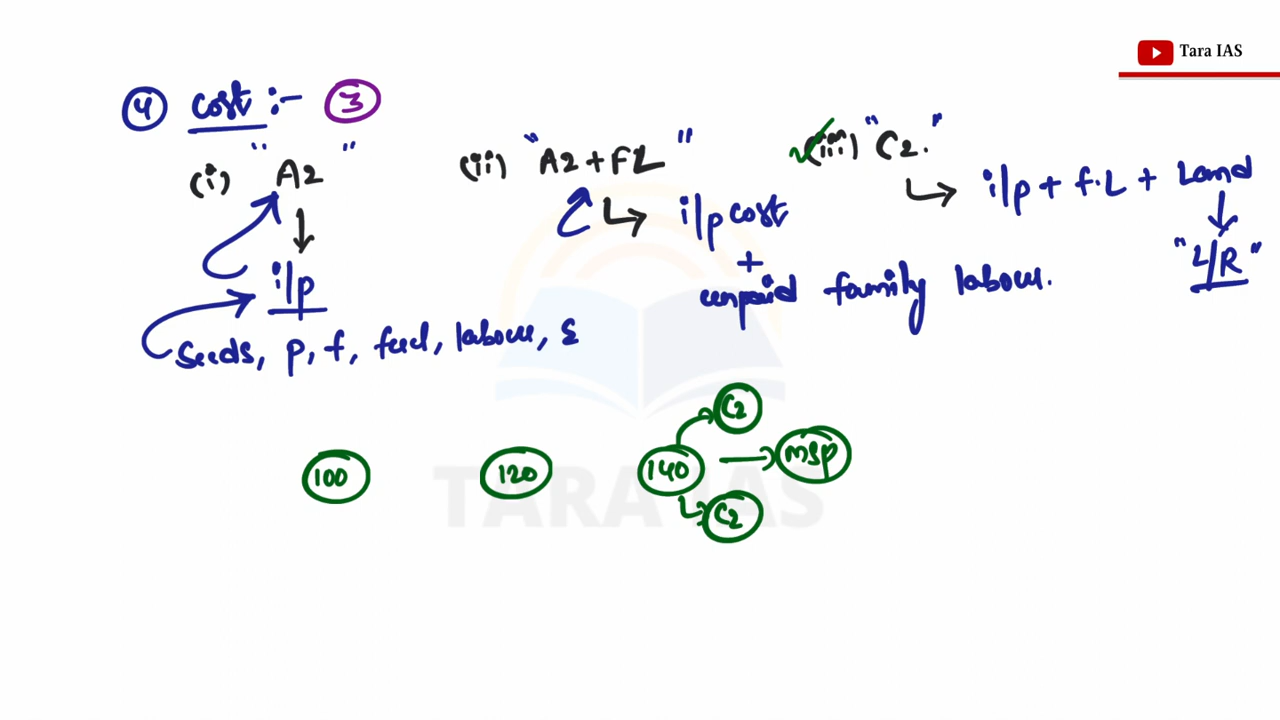 Tara IAS
④ cost :- ③
(i) "A2"
(ii) "A2+FL"
(iii) "C2."
i/p
i/p cost
+
unpaid family labour.
i/p + f.L + Land
"L/R"
Seeds, p, f, fuel, labour, &
100
120
140
C2
MSP
C2
TARA IAS